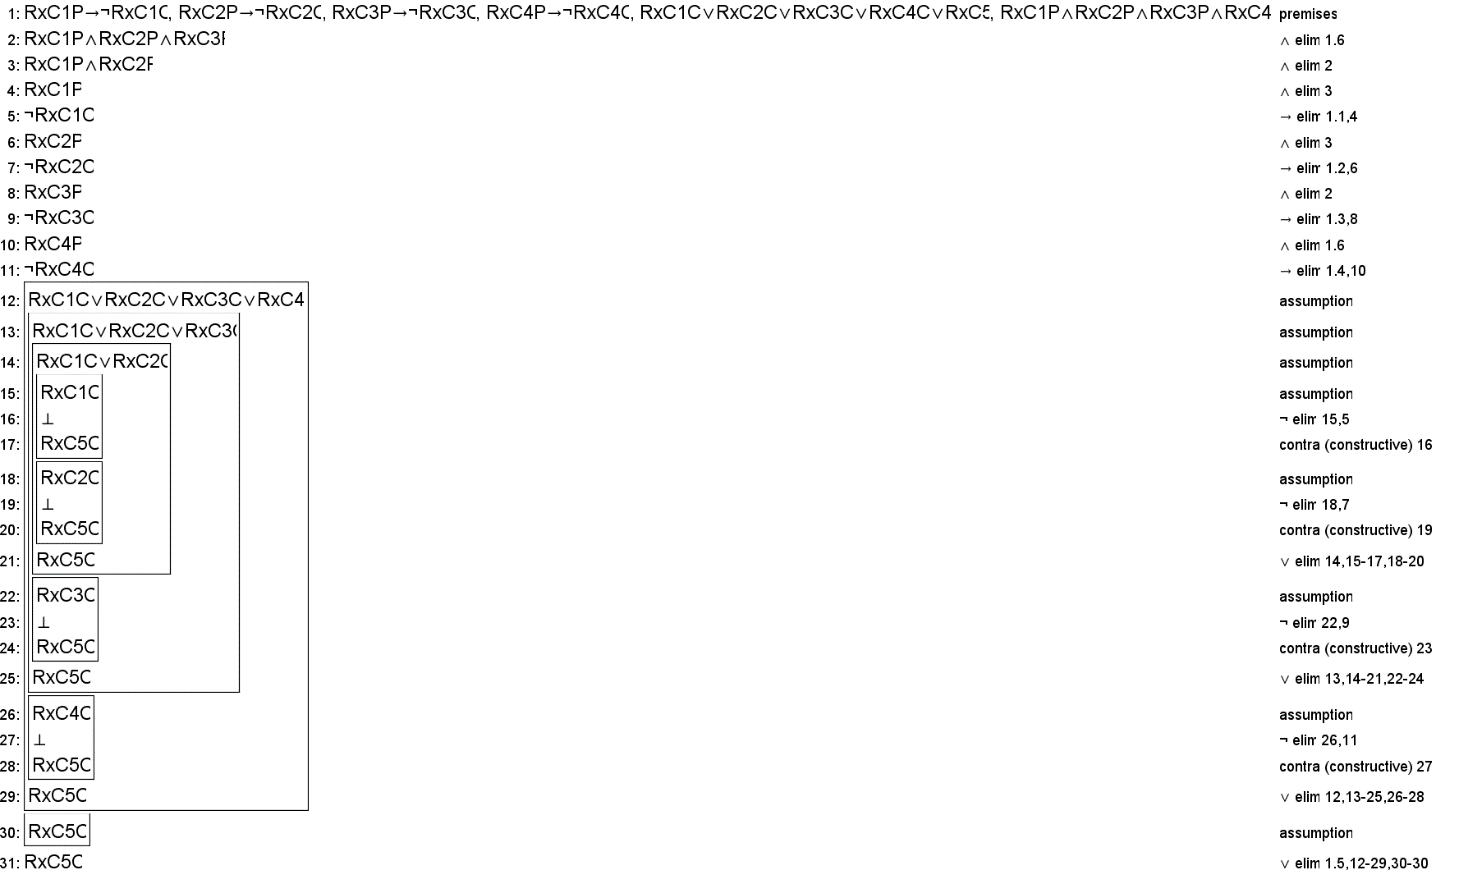 1: RxC1P→¬RxC1C, RxC2P→¬RxC2C, RxC3P→¬RxC3C, RxC4P→¬RxC4C, RxC1C∨RxC2C∨RxC3C∨RxC4C∨RxC5, RxC1P∧RxC2P∧RxC3P∧RxC4 premises
2: RxC1P∧RxC2P∧RxC3P ∧ elim 1.6
3: RxC1P∧RxC2P ∧ elim 2
4: RxC1P ∧ elim 3
5: ¬RxC1C → elim 1.1,4
6: RxC2P ∧ elim 3
7: ¬RxC2C → elim 1.2,6
8: RxC3P ∧ elim 2
9: ¬RxC3C → elim 1.3,8
10: RxC4P ∧ elim 1.6
11: ¬RxC4C → elim 1.4,10
12: RxC1C∨RxC2C∨RxC3C∨RxC4 assumption
13: RxC1C∨RxC2C∨RxC3C assumption
14: RxC1C∨RxC2C assumption
15: RxC1C assumption
16: ⊥ ¬ elim 15,5
17: RxC5C contra (constructive) 16
18: RxC2C assumption
19: ⊥ ¬ elim 18,7
20: RxC5C contra (constructive) 19
21: RxC5C ∨ elim 14,15-17,18-20
22: RxC3C assumption
23: ⊥ ¬ elim 22,9
24: RxC5C contra (constructive) 23
25: RxC5C ∨ elim 13,14-21,22-24
26: RxC4C assumption
27: ⊥ ¬ elim 26,11
28: RxC5C contra (constructive) 27
29: RxC5C ∨ elim 12,13-25,26-28
30: RxC5C assumption
31: RxC5C ∨ elim 1.5,12-29,30-30